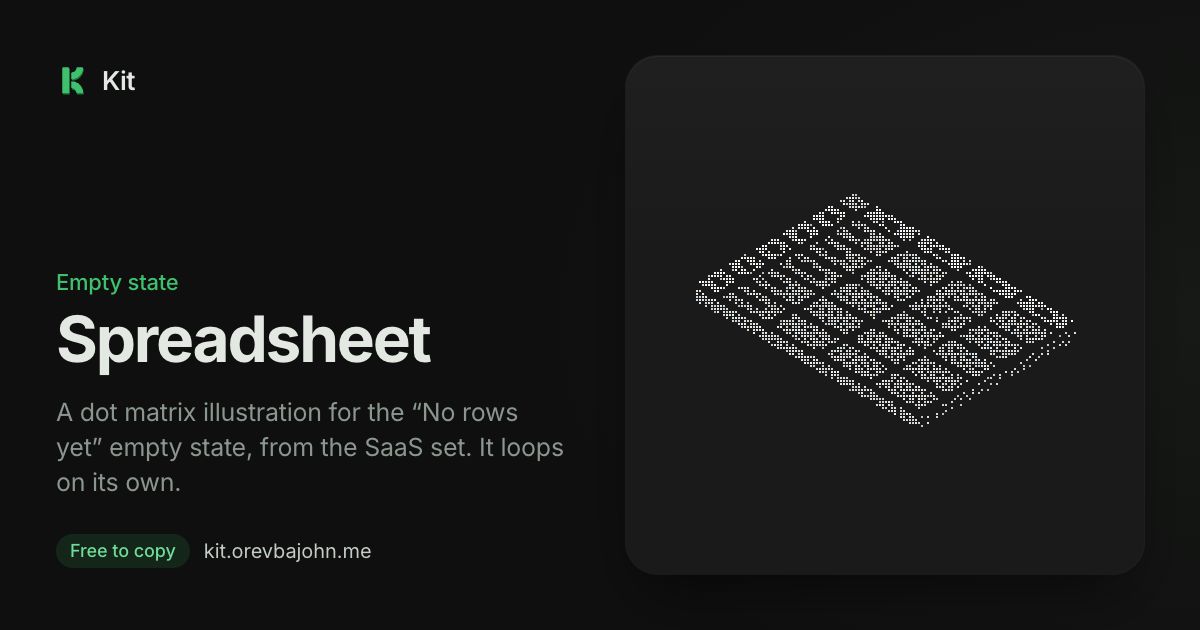 Kit
Empty state
Spreadsheet
A dot matrix illustration for the “No rows
yet” empty state, from the SaaS set. It loops
on its own.
Free to copy
kit.orevbajohn.me